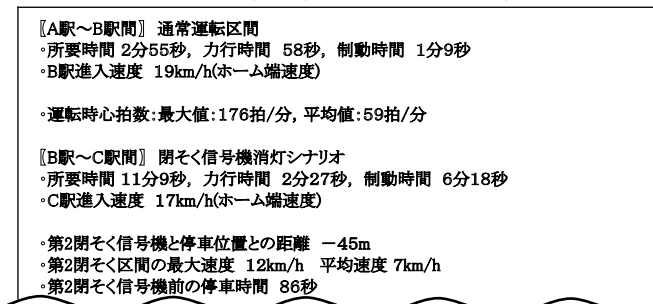 〖A駅～B駅間〗 通常運転区間
◦所要時間 2分55秒, 力行時間 58秒, 制動時間 1分9秒
◦B駅進入速度 19km/h(ホーム端速度)
◦運転時心拍数:最大値:176拍/分, 平均値:59拍/分
〖B駅～C駅間〗 閉そく信号機消灯シナリオ
◦所要時間 11分9秒, 力行時間 2分27秒, 制動時間 6分18秒
◦C駅進入速度 17km/h(ホーム端速度)
◦第2閉そく信号機と停車位置との距離 －45m
◦第2閉そく区間の最大速度 12km/h 平均速度 7km/h
◦第2閉そく信号機前の停車時間 86秒